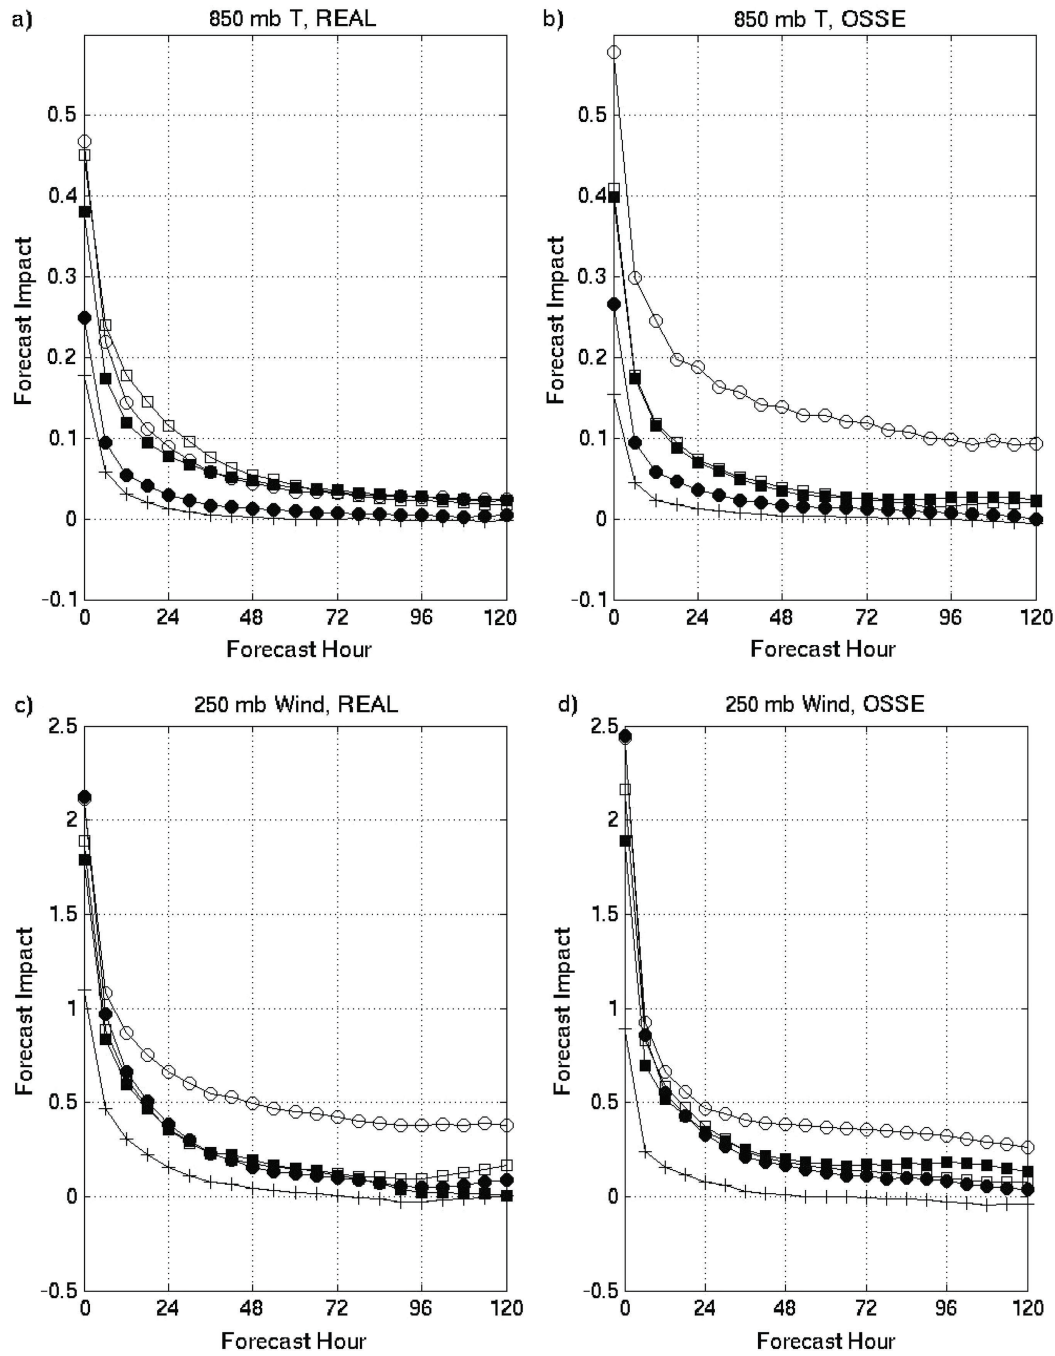 a) 850 mb T, REAL
0.5
0.4
0.3
0.2
0.1
0
-0.1
Forecast Impact
0 24 48 72 96 120
Forecast Hour
b) 850 mb T, OSSE
0.5
0.4
0.3
0.2
0.1
0
-0.1
Forecast Impact
0 24 48 72 96 120
Forecast Hour
c) 250 mb Wind, REAL
2.5
2
1.5
1
0.5
0
-0.5
Forecast Impact
0 24 48 72 96 120
Forecast Hour
d) 250 mb Wind, OSSE
2.5
2
1.5
1
0.5
0
-0.5
Forecast Impact
0 24 48 72 96 120
Forecast Hour